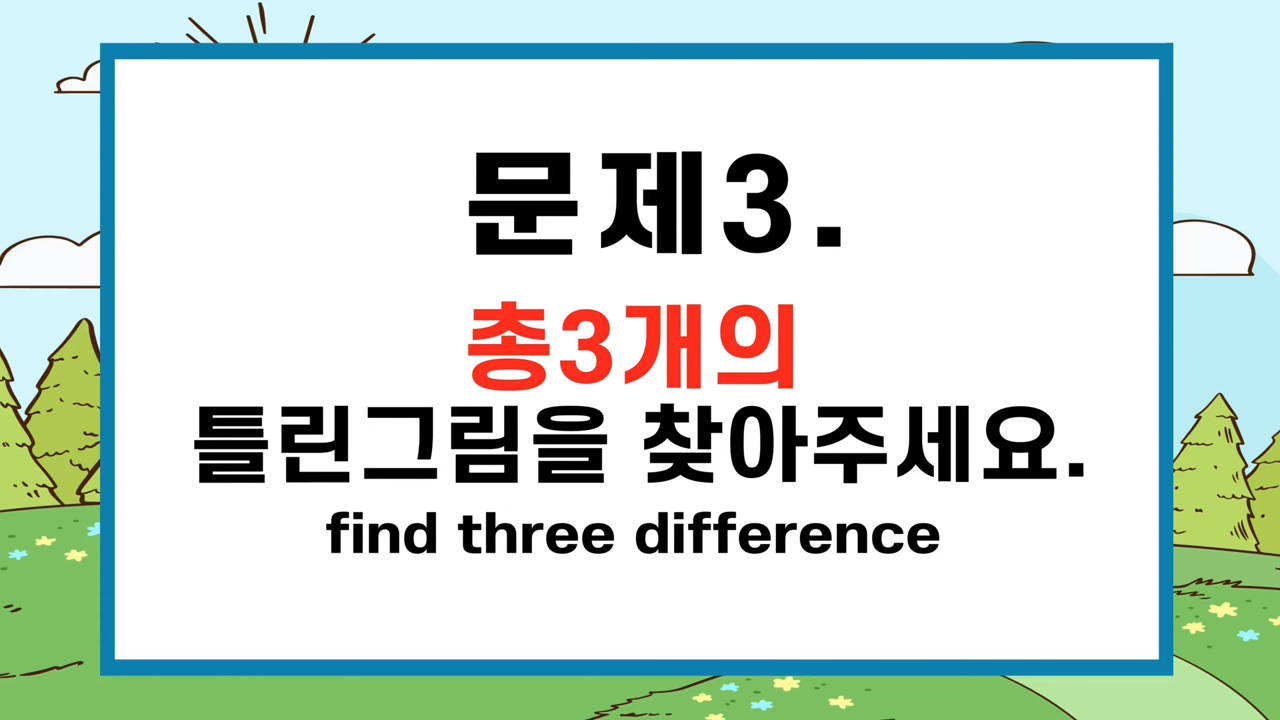 문제3.
총3개의
틀린그림을 찾아주세요.
find three difference